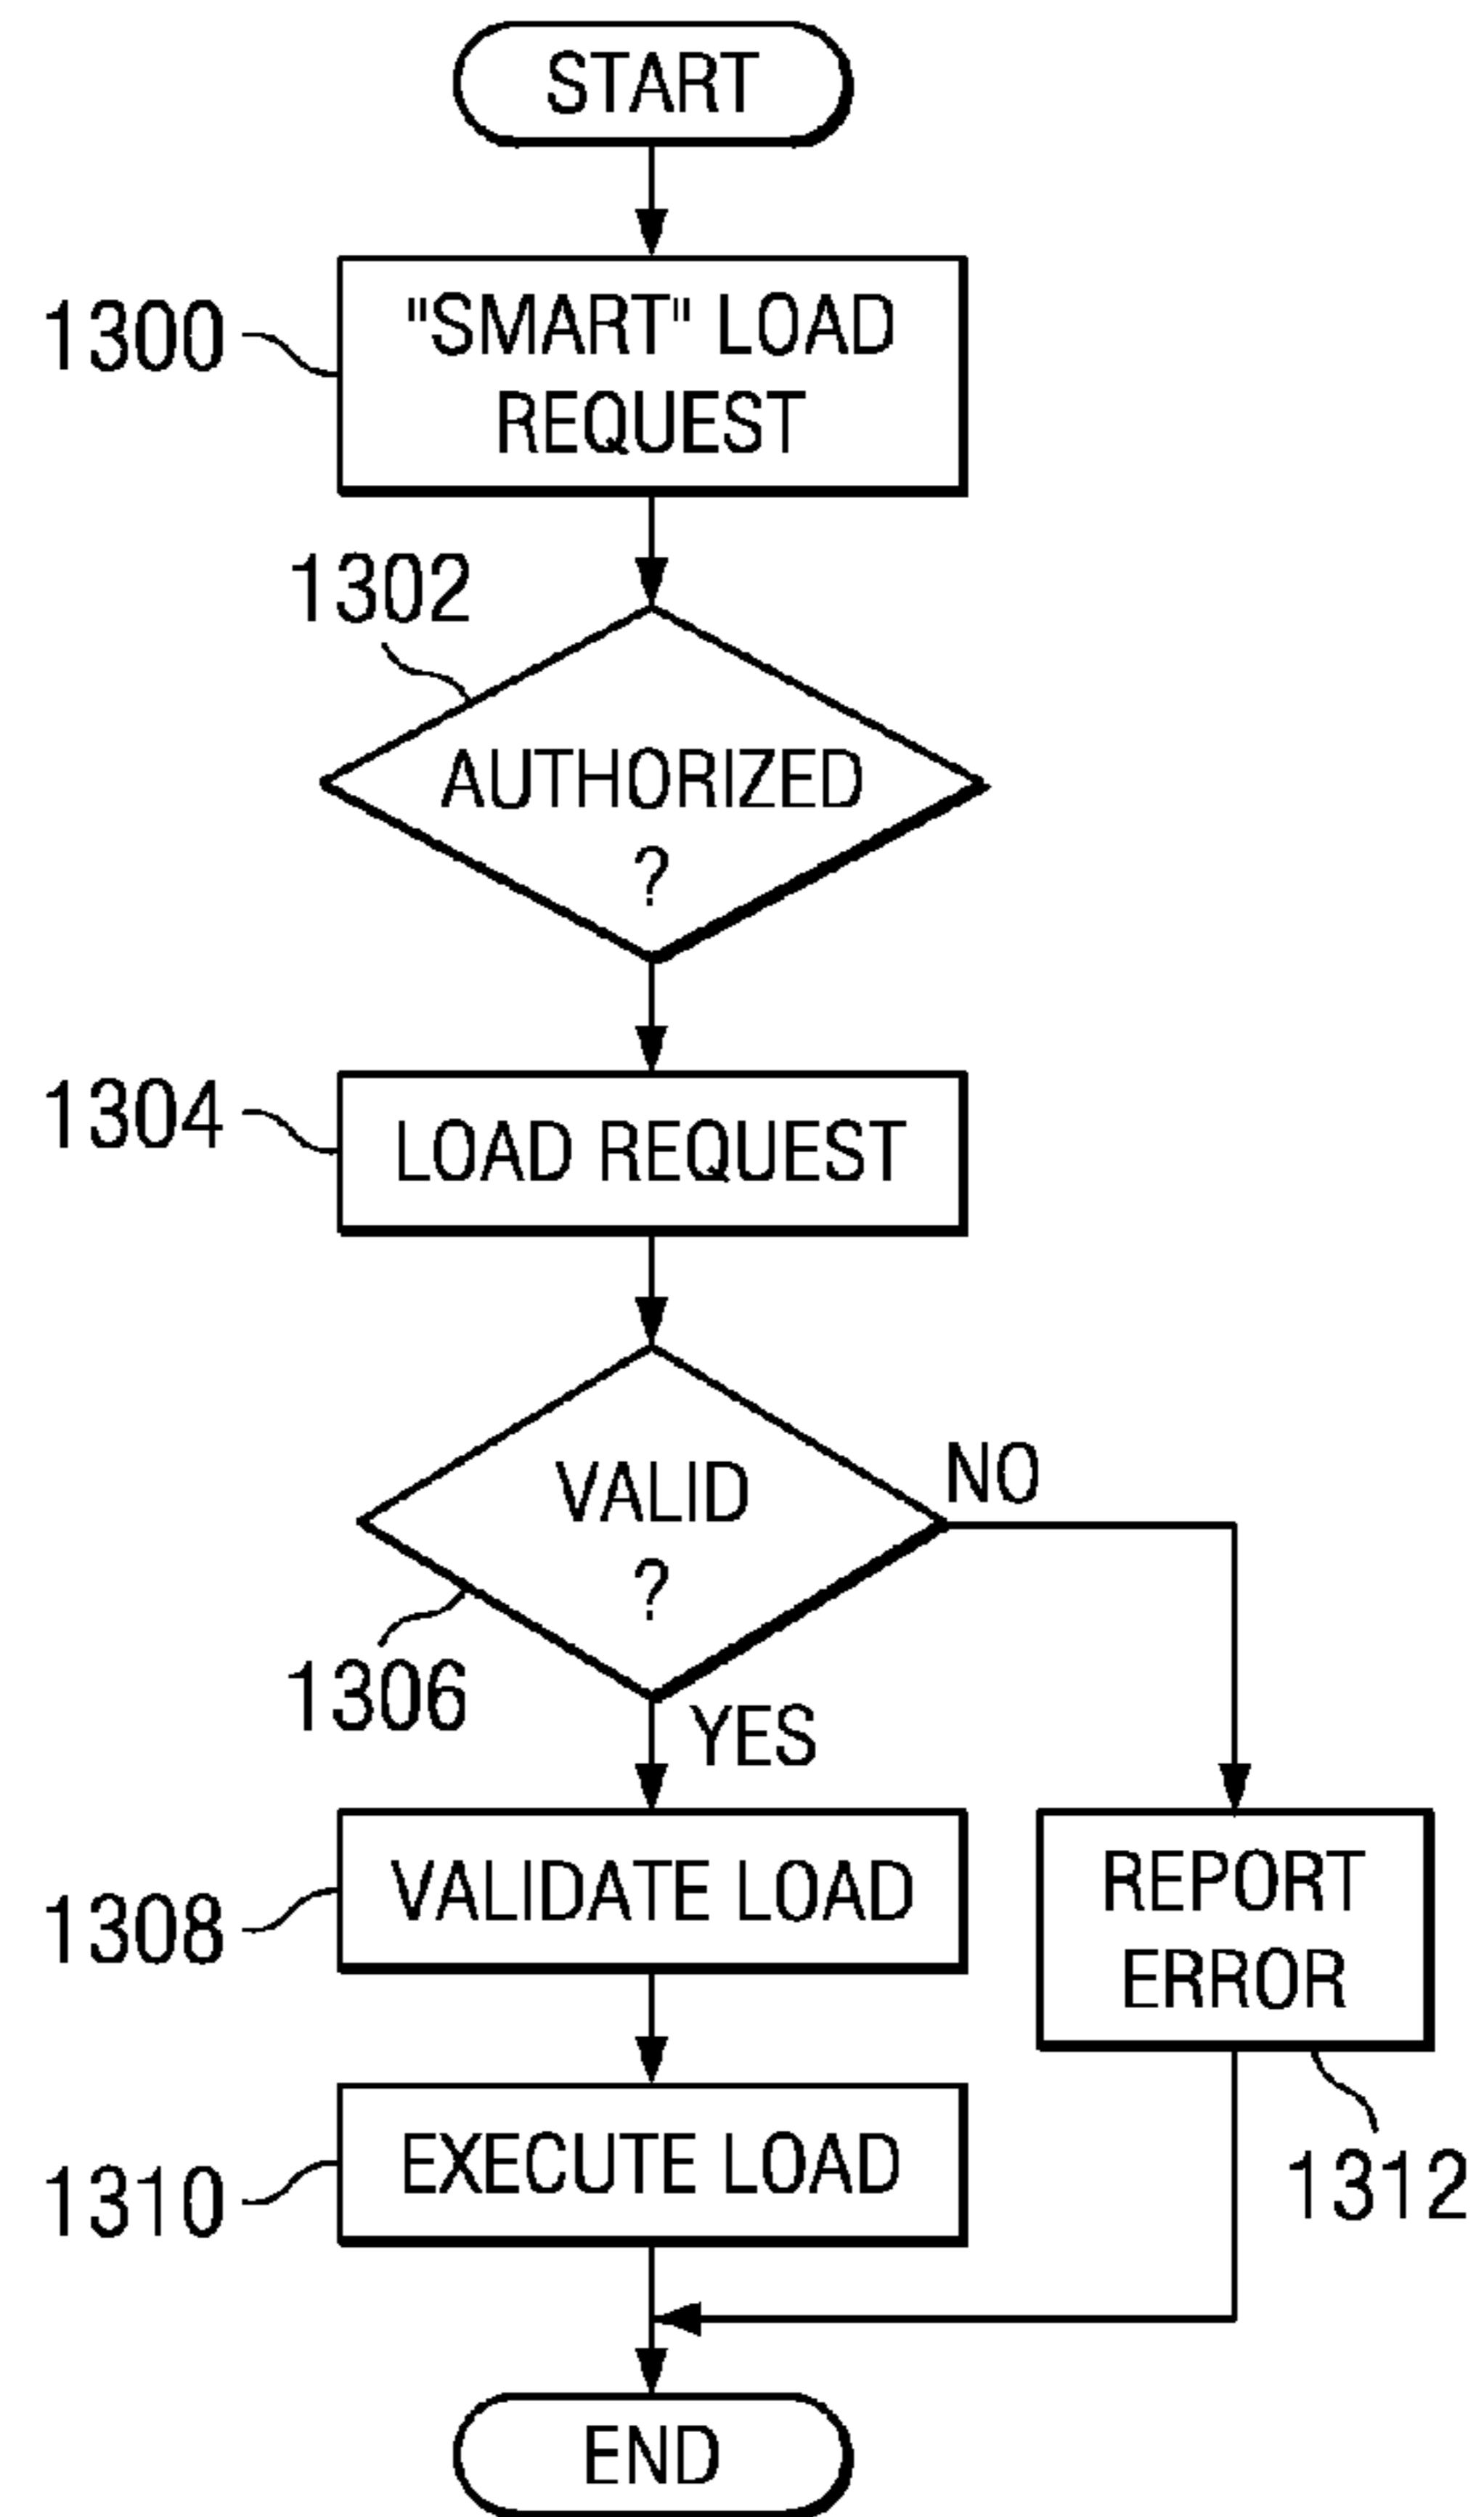 START
1300
"SMART" LOAD
REQUEST
1302
AUTHORIZED
?
1304
LOAD REQUEST
VALID
?
NO
1306
YES
1308
VALIDATE LOAD
REPORT
ERROR
1310
EXECUTE LOAD
1312
END